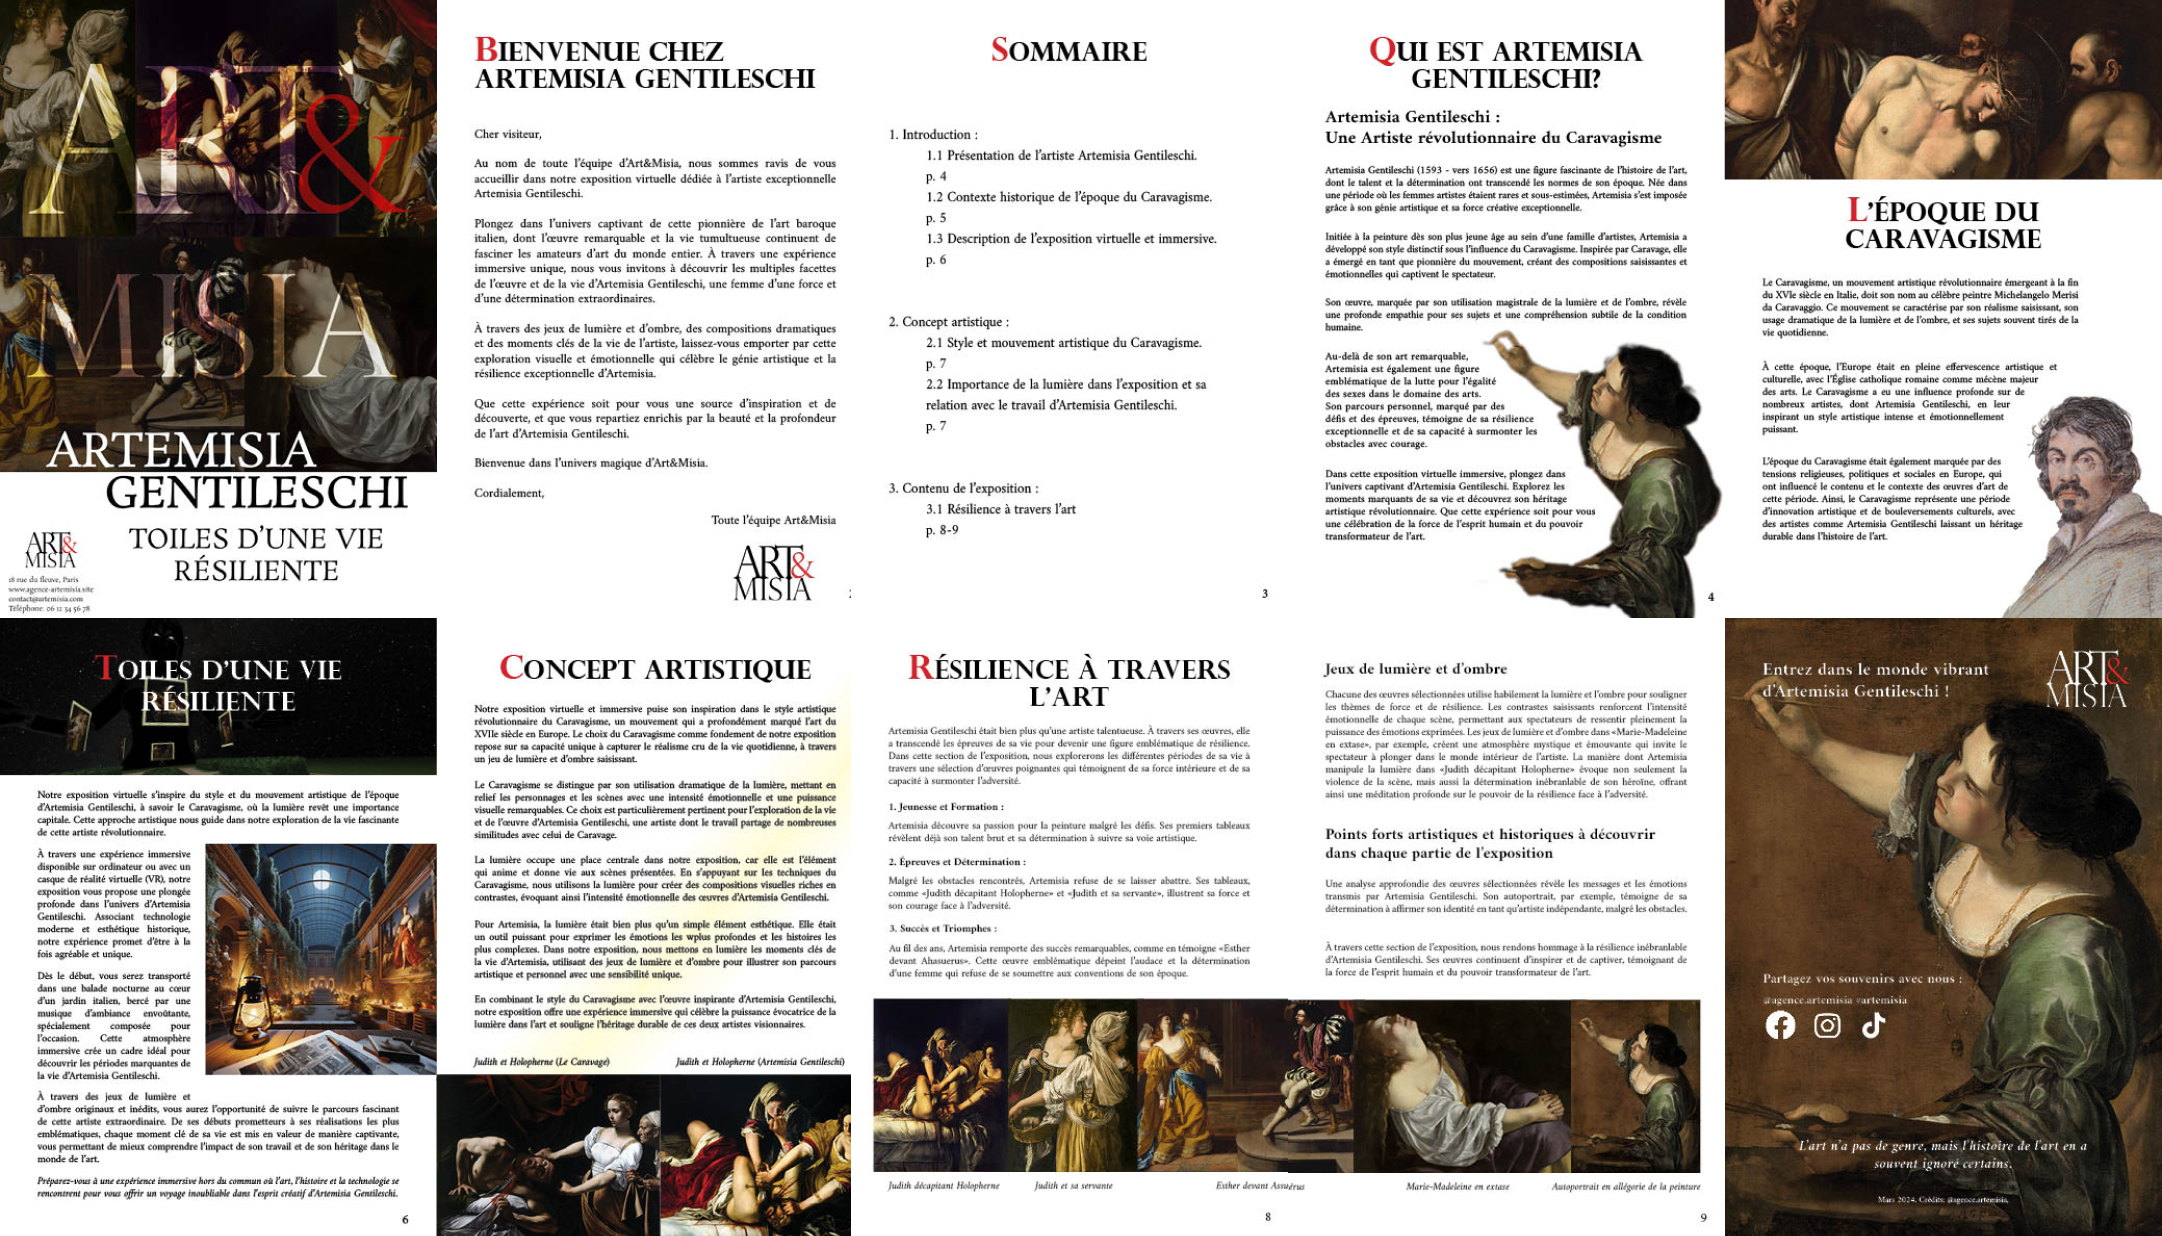 ART&
MISIA
ARTEMISIA
GENTILESCHI
TOILES D'UNE VIE
RÉSILIENTE
ART&
MISIA
18 rue du fleuve, Paris
www.agence-artemisia.site
contact@artemisia.com
Téléphone: 06 12 34 56 78
BIENVENUE CHEZ
ARTEMISIA GENTILESCHI
Cher visiteur,
Au nom de toute l'équipe d'Art&Misia, nous sommes ravis de vous
accueillir dans notre exposition virtuelle dédiée à l'artiste exceptionnelle
Artemisia Gentileschi.
Plongez dans l'univers captivant de cette pionnière de l'art baroque
italien, dont l'œuvre remarquable et la vie tumultueuse continuent de
fasciner les amateurs d'art du monde entier. À travers une expérience
immersive unique, nous vous invitons à découvrir les multiples facettes
de l'œuvre et de la vie d'Artemisia Gentileschi, une femme d'une force et
d'une détermination extraordinaires.
À travers des jeux de lumière et d'ombre, des compositions dramatiques
et des moments clés de la vie de l'artiste, laissez-vous emporter par cette
exploration visuelle et émotionnelle qui célèbre le génie artistique et la
résilience exceptionnelle d'Artemisia.
Que cette expérience soit pour vous une source d'inspiration et de
découverte, et que vous repartiez enrichis par la beauté et la profondeur
de l'art d'Artemisia Gentileschi.
Bienvenue dans l'univers magique d'Art&Misia.
Cordialement,
Toute l'équipe Art&Misia
ART&
MISIA
SOMMAIRE
1. Introduction :
1.1 Présentation de l'artiste Artemisia Gentileschi.
p. 4
1.2 Contexte historique de l'époque du Caravagisme.
p. 5
1.3 Description de l'exposition virtuelle et immersive.
p. 6
2. Concept artistique :
2.1 Style et mouvement artistique du Caravagisme.
p. 7
2.2 Importance de la lumière dans l'exposition et sa
relation avec le travail d'Artemisia Gentileschi.
p. 7
3. Contenu de l'exposition :
3.1 Résilience à travers l'art
p. 8-9
3
QUI EST ARTEMISIA
GENTILESCHI?
Artemisia Gentileschi :
Une Artiste révolutionnaire du Caravagisme
Artemisia Gentileschi (1593 - vers 1656) est une figure fascinante de l'histoire de l'art,
dont le talent et la détermination ont transcendé les normes de son époque. Née dans
une période où les femmes artistes étaient rares et sous-estimées, Artemisia s'est imposée
grâce à son génie artistique et sa force créative exceptionnelle.
Initiée à la peinture dès son plus jeune âge au sein d'une famille d'artistes, Artemisia a
développé son style distinctif sous l'influence du Caravagisme. Inspirée par Caravage, elle
a émergé en tant que pionnière du mouvement, créant des compositions saisissantes et
émotionnelles qui captivent le spectateur.
Son œuvre, marquée par son utilisation magistrale de la lumière et de l'ombre, révèle
une profonde empathie pour ses sujets et une compréhension subtile de la condition
humaine.
Au-delà de son art remarquable,
Artemisia est également une figure
emblématique de la lutte pour l'égalité
des sexes dans le domaine des arts.
Son parcours personnel, marqué par des
défis et des épreuves, témoigne de sa résilience
exceptionnelle et de sa capacité à surmonter les
obstacles avec courage.
Dans cette exposition virtuelle immersive, plongez dans
l'univers captivant d'Artemisia Gentileschi. Explorez les
moments marquants de sa vie et découvrez son héritage
artistique révolutionnaire. Que cette expérience soit pour vous
une célébration de la force de l'esprit humain et du pouvoir
transformateur de l'art.
4
L'ÉPOQUE DU
CARAVAGISME
Le Caravagisme, un mouvement artistique révolutionnaire émergeant à la fin
du XVIe siècle en Italie, doit son nom au célèbre peintre Michelangelo Merisi
da Caravaggio. Ce mouvement se caractérise par son réalisme saisissant, son
usage dramatique de la lumière et de l'ombre, et ses sujets souvent tirés de la
vie quotidienne.
À cette époque, l'Europe était en pleine effervescence artistique et
culturelle, avec l'Église catholique romaine comme mécène majeur
des arts. Le Caravagisme a eu une influence profonde sur de
nombreux artistes, dont Artemisia Gentileschi, en leur
inspirant un style artistique intense et émotionnellement
puissant.
L'époque du Caravagisme était également marquée par des
tensions religieuses, politiques et sociales en Europe, qui
ont influencé le contenu et le contexte des œuvres d'art de
cette période. Ainsi, le Caravagisme représente une période
d'innovation artistique et de bouleversements culturels, avec
des artistes comme Artemisia Gentileschi laissant un héritage
durable dans l'histoire de l'art.
TOILES D'UNE VIE
RÉSILIENTE
Notre exposition virtuelle s'inspire du style et du mouvement artistique de l'époque
d'Artemisia Gentileschi, à savoir le Caravagisme, où la lumière revêt une importance
capitale. Cette approche artistique nous guide dans notre exploration de la vie fascinante
de cette artiste révolutionnaire.
À travers une expérience immersive
disponible sur ordinateur ou avec un
casque de réalité virtuelle (VR), notre
exposition vous propose une plongée
profonde dans l'univers d'Artemisia
Gentileschi. Associant technologie
moderne et esthétique historique,
notre expérience promet d'être à la
fois agréable et unique.
Dès le début, vous serez transporté
dans une balade nocturne au cœur
d'un jardin italien, bercé par une
musique d'ambiance envoûtante,
spécialement composée pour
l'occasion. Cette atmosphère
immersive crée un cadre idéal pour
découvrir les périodes marquantes de
la vie d'Artemisia Gentileschi.
À travers des jeux de lumière et
d'ombre originaux et inédits, vous aurez l'opportunité de suivre le parcours fascinant
de cette artiste extraordinaire. De ses débuts prometteurs à ses réalisations les plus
emblématiques, chaque moment clé de sa vie est mis en valeur de manière captivante,
vous permettant de mieux comprendre l'impact de son travail et de son héritage dans le
monde de l'art.
Préparez-vous à une expérience immersive hors du commun où l'art, l'histoire et la technologie se
rencontrent pour vous offrir un voyage inoubliable dans l'esprit créatif d'Artemisia Gentileschi.
6
CONCEPT ARTISTIQUE
Notre exposition virtuelle et immersive puise son inspiration dans le style artistique
révolutionnaire du Caravagisme, un mouvement qui a profondément marqué l'art du
XVIIe siècle en Europe. Le choix du Caravagisme comme fondement de notre exposition
repose sur sa capacité unique à capturer le réalisme cru de la vie quotidienne, à travers
un jeu de lumière et d'ombre saisissant.
Le Caravagisme se distingue par son utilisation dramatique de la lumière, mettant en
relief les personnages et les scènes avec une intensité émotionnelle et une puissance
visuelle remarquables. Ce choix est particulièrement pertinent pour l'exploration de la vie
et de l'œuvre d'Artemisia Gentileschi, une artiste dont le travail partage de nombreuses
similitudes avec celui de Caravage.
La lumière occupe une place centrale dans notre exposition, car elle est l'élément
qui anime et donne vie aux scènes présentées. En s'appuyant sur les techniques du
Caravagisme, nous utilisons la lumière pour créer des compositions visuelles riches en
contrastes, évoquant ainsi l'intensité émotionnelle des œuvres d'Artemisia Gentileschi.
Pour Artemisia, la lumière était bien plus qu'un simple élément esthétique. Elle était
un outil puissant pour exprimer les émotions les wplus profondes et les histoires les
plus complexes. Dans notre exposition, nous mettons en lumière les moments clés de
la vie d'Artemisia, utilisant des jeux de lumière et d'ombre pour illustrer son parcours
artistique et personnel avec une sensibilité unique.
En combinant le style du Caravagisme avec l'œuvre inspirante d'Artemisia Gentileschi,
notre exposition offre une expérience immersive qui célèbre la puissance évocatrice de la
lumière dans l'art et souligne l'héritage durable de ces deux artistes visionnaires.
Judith et Holopherne (Le Caravage)
Judith et Holopherne (Artemisia Gentileschi)
RÉSILIENCE À TRAVERS
L'ART
Artemisia Gentileschi était bien plus qu'une artiste talentueuse. À travers ses œuvres, elle
a transcendé les épreuves de sa vie pour devenir une figure emblématique de résilience.
Dans cette section de l'exposition, nous explorerons les différentes périodes de sa vie à
travers une sélection d'œuvres poignantes qui témoignent de sa force intérieure et de sa
capacité à surmonter l'adversité.
1. Jeunesse et Formation :
Artemisia découvre sa passion pour la peinture malgré les défis. Ses premiers tableaux
révèlent déjà son talent brut et sa détermination à suivre sa voie artistique.
2. Épreuves et Détermination :
Malgré les obstacles rencontrés, Artemisia refuse de se laisser abattre. Ses tableaux,
comme «Judith décapitant Holopherne» et «Judith et sa servante», illustrent sa force et
son courage face à l'adversité.
3. Succès et Triomphes :
Au fil des ans, Artemisia remporte des succès remarquables, comme en témoigne «Esther
devant Ahasuerus». Cette œuvre emblématique dépeint l'audace et la détermination
d'une femme qui refuse de se soumettre aux conventions de son époque.
Judith décapitant Holopherne
Judith et sa servante
Esther devant Assuérus
8
Jeux de lumière et d'ombre
Chacune des œuvres sélectionnées utilise habilement la lumière et l'ombre pour souligner
les thèmes de force et de résilience. Les contrastes saisissants renforcent l'intensité
émotionnelle de chaque scène, permettant aux spectateurs de ressentir pleinement la
puissance des émotions exprimées. Les jeux de lumière et d'ombre dans «Marie-Madeleine
en extase», par exemple, créent une atmosphère mystique et émouvante qui invite le
spectateur à plonger dans le monde intérieur de l'artiste. La manière dont Artemisia
manipule la lumière dans «Judith décapitant Holopherne» évoque non seulement la
violence de la scène, mais aussi la détermination inébranlable de son héroïne, offrant
ainsi une méditation profonde sur le pouvoir de la résilience face à l'adversité.
Points forts artistiques et historiques à découvrir
dans chaque partie de l'exposition
Une analyse approfondie des œuvres sélectionnées révèle les messages et les émotions
transmis par Artemisia Gentileschi. Son autoportrait, par exemple, témoigne de sa
détermination à affirmer son identité en tant qu'artiste indépendante, malgré les obstacles.
À travers cette section de l'exposition, nous rendons hommage à la résilience inébranlable
d'Artemisia Gentileschi. Ses œuvres continuent d'inspirer et de captiver, témoignant de
la force de l'esprit humain et du pouvoir transformateur de l'art.
Marie-Madeleine en extase
Autoportrait en allégorie de la peinture
9
Entrez dans le monde vibrant
d'Artemisia Gentileschi !
ART&
MISIA
Partagez vos souvenirs avec nous :
@agence.artemisia #artemisia
L'art n'a pas de genre, mais l'histoire de l'art en a
souvent ignoré certains.
Mars 2024. Crédits: @agence.artemisia.